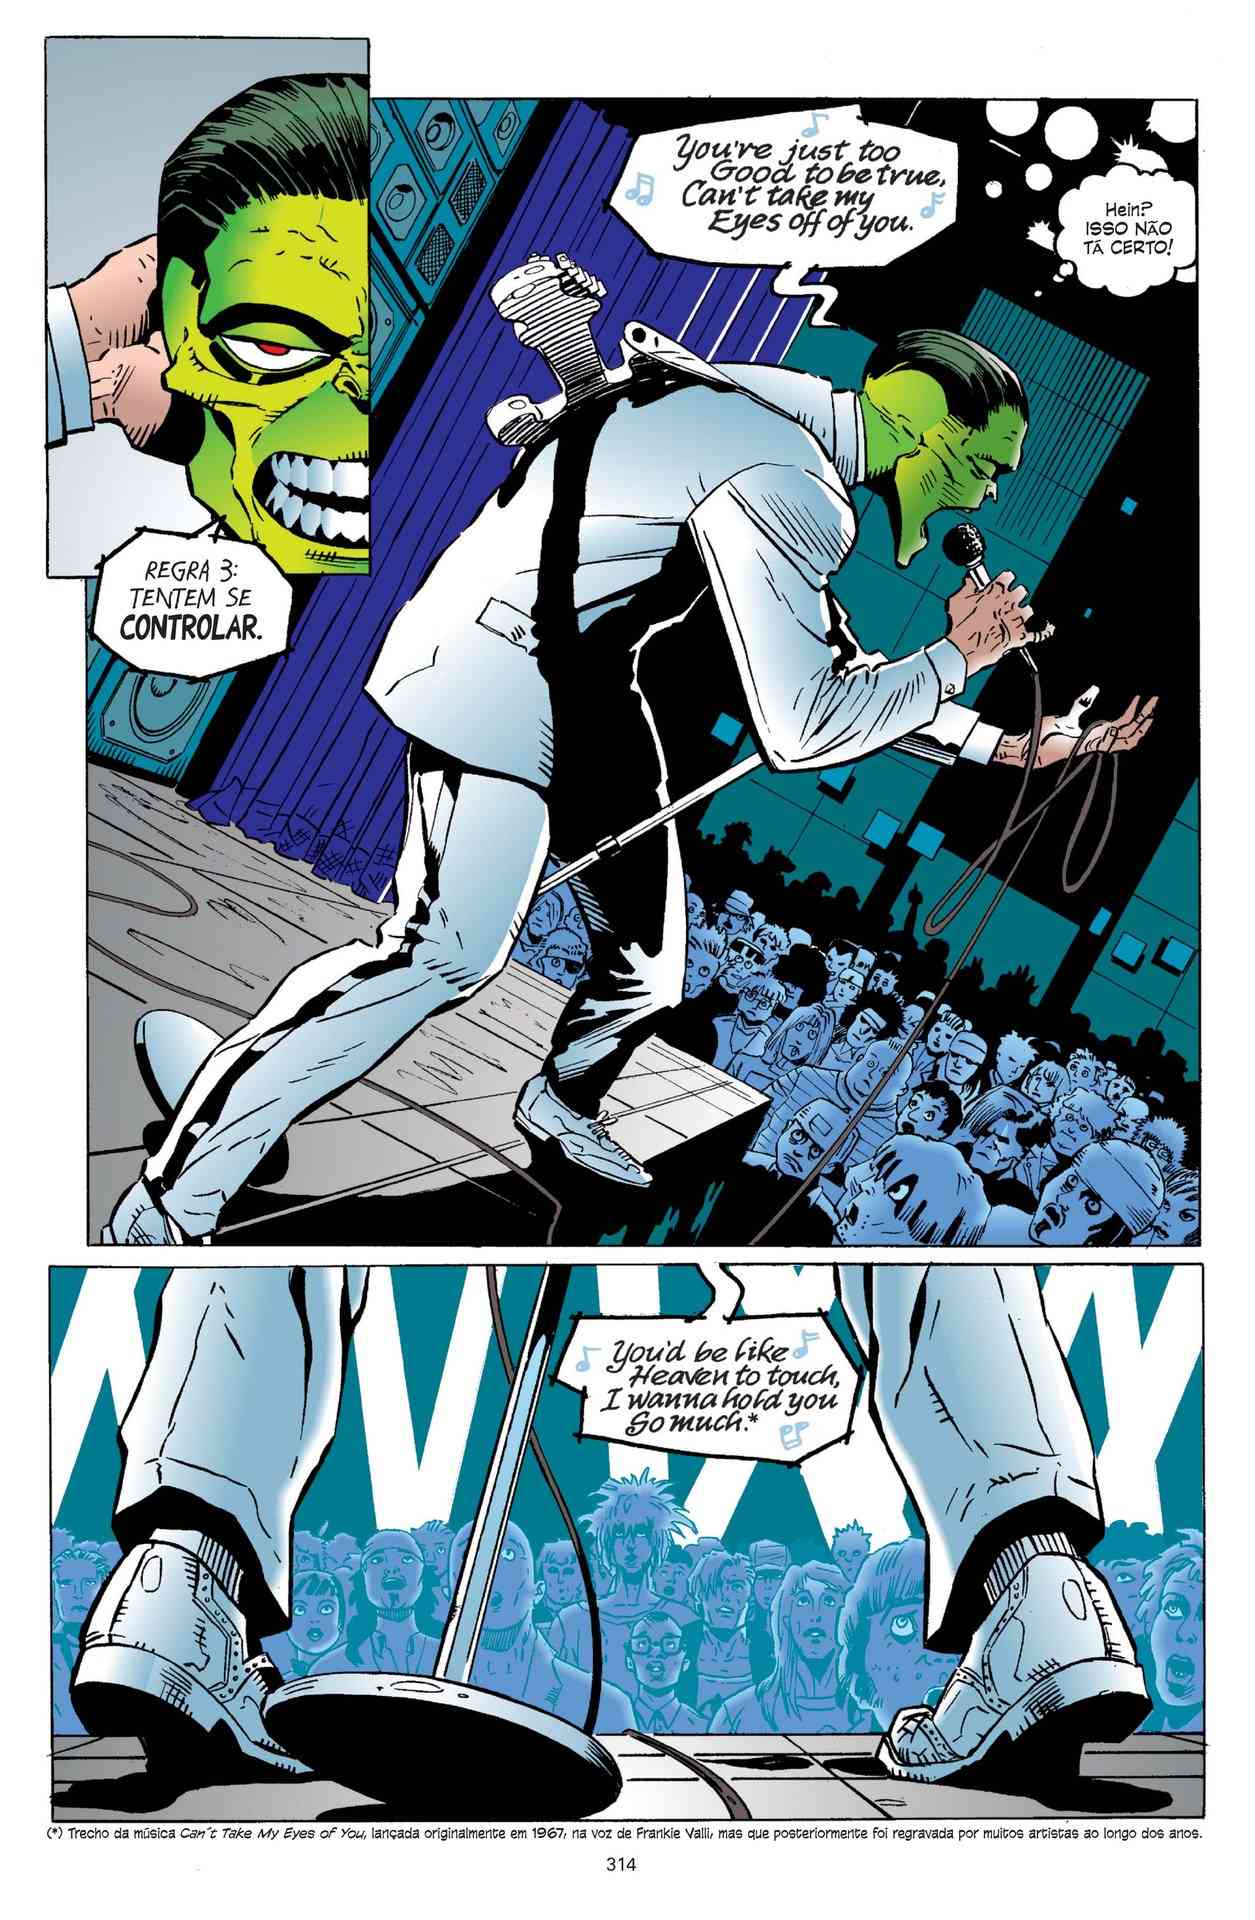 REGRA 3:
TENTEM SE
CONTROLAR.
You're just too
Good to be true,
Can't take my
Eyes off of you.
Hein?
ISSO NÃO
TÁ CERTO!
You'd be like
Heaven to touch,
I wanna hold you
So much.*
(*) Trecho da música Can´t Take My Eyes of You, lançada originalmente em 1967, na voz de Frankie Valli, mas que posteriormente foi regravada por muitos artistas ao longo dos anos.
314